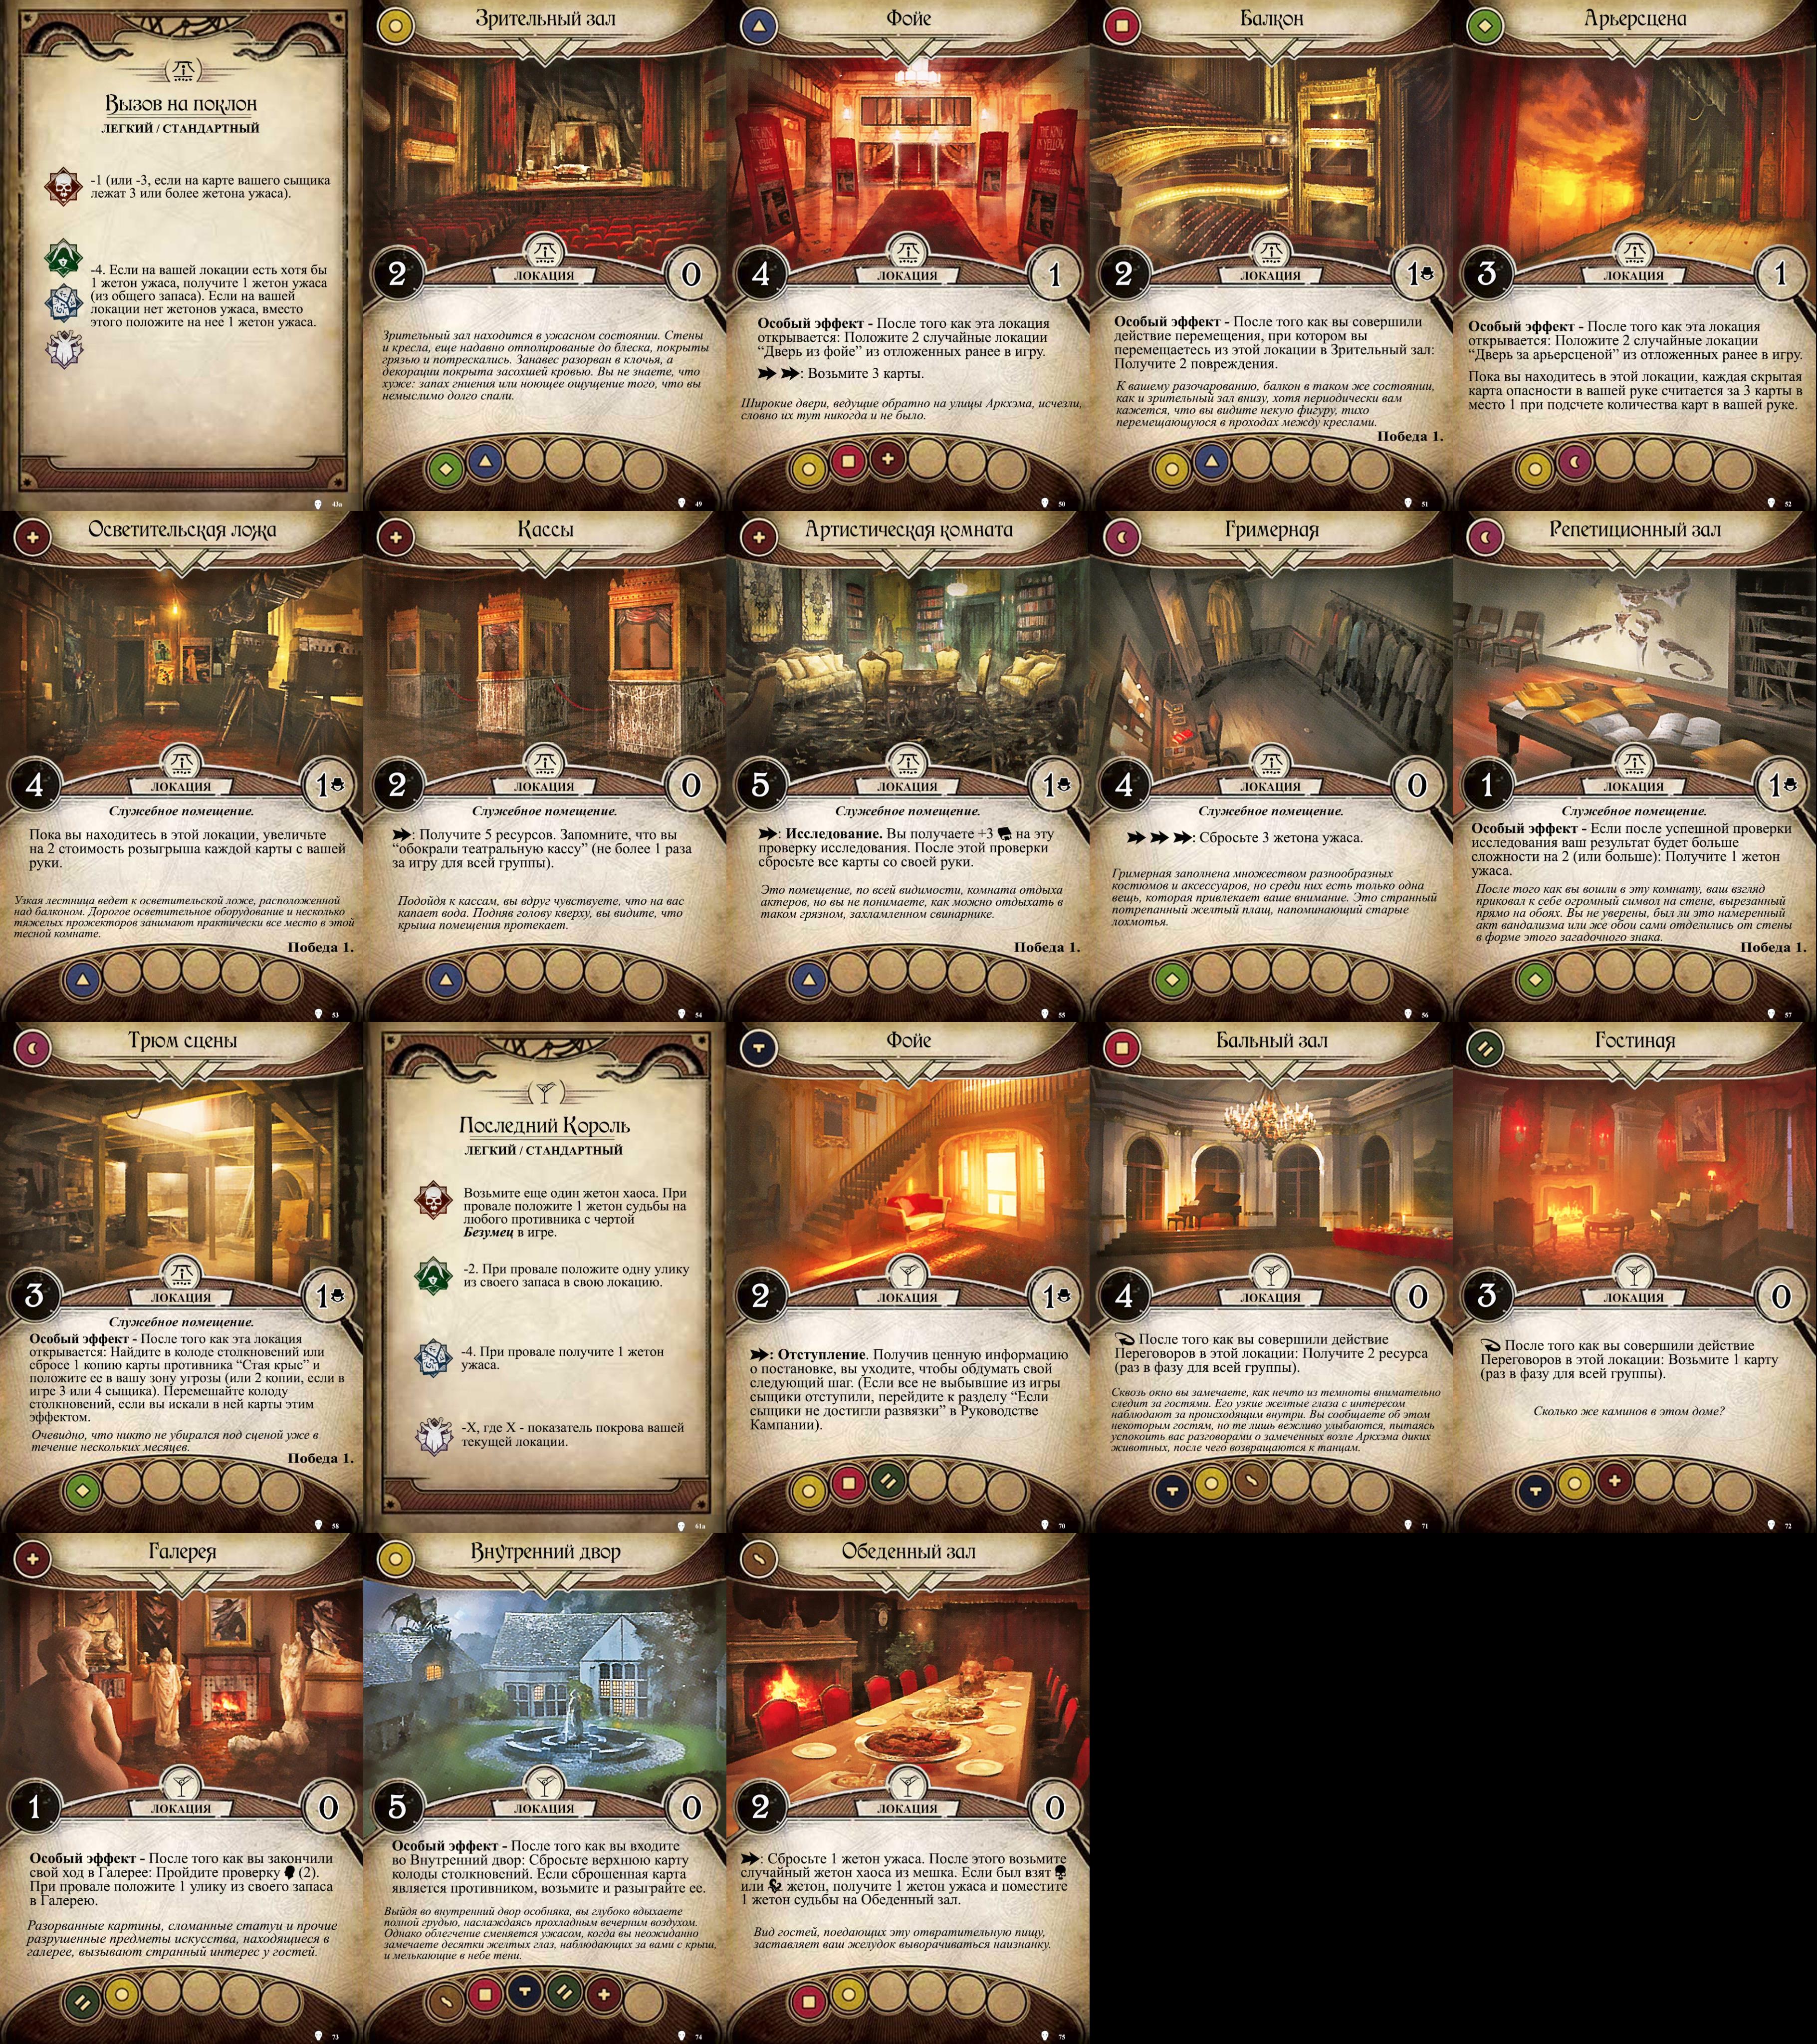 Вызов на поклон
ЛЕГКИЙ / СТАНДАРТНЫЙ
-1 (или -3, если на карте вашего сыщика
лежат 3 или более жетона ужаса).
-4. Если на вашей локации есть хотя бы
1 жетон ужаса, получите 1 жетон ужаса
(из общего запаса). Если на вашей
локации нет жетонов ужаса, вместо
этого положите на нее 1 жетон ужаса.
43a
Зрительный зал
2
ЛОКАЦИЯ
0
Зрительный зал находится в ужасном состоянии. Стены
и кресла, еще надавно отполированые до блеска, покрыты
грязью и потрескались. Занавес разорван в клочья, а
декорации покрыта засохшей кровью. Вы не знаете, что
хуже: запах гниения или ноющее ощущение того, что вы
немыслимо долго спали.
49
Фойе
THE KING IN YELLOW
4
ЛОКАЦИЯ
1
Особый эффект - После того как эта локация
открывается: Положите 2 случайные локации
“Дверь из фойе” из отложенных ранее в игру.
: Возьмите 3 карты.
Широкие двери, ведущие обратно на улицы Аркхэма, исчезли,
словно их тут никогда и не было.
50
Балкон
2
ЛОКАЦИЯ
1
Особый эффект - После того как вы совершили
действие перемещения, при котором вы
перемещаетесь из этой локации в Зрительный зал:
Получите 2 повреждения.
К вашему разочарованию, балкон в таком же состоянии,
как и зрительный зал внизу, хотя периодически вам
кажется, что вы видите некую фигуру, тихо
перемещающуюся в проходах между креслами.
Победа 1.
51
Арьерсцена
3
ЛОКАЦИЯ
1
Особый эффект - После того как эта локация
открывается: Положите 2 случайные локации
“Дверь за арьерсценой” из отложенных ранее в игру.
Пока вы находитесь в этой локации, каждая скрытая
карта опасности в вашей руке считается за 3 карты в
место 1 при подсчете количества карт в вашей руке.
52
Осветительская ложа
4
ЛОКАЦИЯ
1
Служебное помещение.
Пока вы находитесь в этой локации, увеличьте
на 2 стоимость розыгрыша каждой карты с вашей
руки.
Узкая лестница ведет к осветительской ложе, расположенной
над балконом. Дорогое осветительное оборудование и несколько
тяжелых прожекторов занимают практически все место в этой
тесной комнате.
Победа 1.
53
Кассы
2
ЛОКАЦИЯ
0
Служебное помещение.
: Получите 5 ресурсов. Запомните, что вы
“обокрали театральную кассу” (не более 1 раза
за игру для всей группы).
Подойдя к кассам, вы вдруг чувствуете, что на вас
капает вода. Подняв голову кверху, вы видите, что
крыша помещения протекает.
54
Артистическая комната
5
ЛОКАЦИЯ
1
Служебное помещение.
: Исследование. Вы получаете +3 на эту
проверку исследования. После этой проверки
сбросьте все карты со своей руки.
Это помещение, по всей видимости, комната отдыха
актеров, но вы не понимаете, как можно отдыхать в
таком грязном, захламленном свинарнике.
Победа 1.
55
Гримерная
4
ЛОКАЦИЯ
0
Служебное помещение.
: Сбросьте 3 жетона ужаса.
Гримерная заполнена множеством разнообразных
костюмов и аксессуаров, но среди них есть только одна
вещь, которая привлекает ваше внимание. Это странный
потрепанный желтый плащ, напоминающий старые
лохмотья.
56
Репетиционный зал
1
ЛОКАЦИЯ
1
Служебное помещение.
Особый эффект - Если после успешной проверки
исследования ваш результат будет больше
сложности на 2 (или больше): Получите 1 жетон
ужаса.
После того как вы вошли в эту комнату, ваш взгляд
приковал к себе огромный символ на стене, вырезанный
прямо на обоях. Вы не уверены, был ли это намеренный
акт вандализма или же обои сами отделились от стены
в форме этого загадочного знака.
Победа 1.
57
Трюм сцены
3
ЛОКАЦИЯ
1
Служебное помещение.
Особый эффект - После того как эта локация
открывается: Найдите в колоде столкновений или
сбросе 1 копию карты противника “Стая крыс” и
положите ее в вашу зону угрозы (или 2 копии, если в
игре 3 или 4 сыщика). Перемешайте колоду
столкновений, если вы искали в ней карты этим
эффектом.
Очевидно, что никто не убирался под сценой уже в
течение нескольких месяцев.
Победа 1.
58
Последний Король
ЛЕГКИЙ / СТАНДАРТНЫЙ
Возьмите еще один жетон хаоса. При
провале положите 1 жетон судьбы на
любого противника с чертой
Безумец в игре.
-2. При провале положите одну улику
из своего запаса в свою локацию.
-4. При провале получите 1 жетон
ужаса.
-X, где X - показатель покрова вашей
текущей локации.
61a
Фойе
2
ЛОКАЦИЯ
1
: Отступление. Получив ценную информацию
о постановке, вы уходите, чтобы обдумать свой
следующий шаг. (Если все не выбывшие из игры
сыщики отступили, перейдите к разделу “Если
сыщики не достигли развязки” в Руководстве
Кампании).
70
Бальный зал
4
ЛОКАЦИЯ
0
После того как вы совершили действие
Переговоров в этой локации: Получите 2 ресурса
(раз в фазу для всей группы).
Сквозь окно вы замечаете, как нечто из темноты внимательно
следит за гостями. Его узкие желтые глаза с интересом
наблюдают за происходящим внутри. Вы сообщаете об этом
некоторым гостям, но те лишь вежливо улыбаются, пытаясь
успокоить вас разговорами о замеченных возле Аркхэма диких
животных, после чего возвращаются к танцам.
71
Гостиная
3
ЛОКАЦИЯ
0
После того как вы совершили действие
Переговоров в этой локации: Возьмите 1 карту
(раз в фазу для всей группы).
Сколько же каминов в этом доме?
72
Галерея
1
ЛОКАЦИЯ
0
Особый эффект - После того как вы закончили
свой ход в Галерее: Пройдите проверку (2).
При провале положите 1 улику из своего запаса
в Галерею.
Разорванные картины, сломанные статуи и прочие
разрушенные предметы искусства, находящиеся в
галерее, вызывают странный интерес у гостей.
73
Внутренний двор
5
ЛОКАЦИЯ
0
Особый эффект - После того как вы входите
во Внутренний двор: Сбросьте верхнюю карту
колоды столкновений. Если сброшенная карта
является противником, возьмите и разыграйте ее.
Выйдя во внутренний двор особняка, вы глубоко вдыхаете
полной грудью, наслаждаясь прохладным вечерним воздухом.
Однако облегчение сменяется ужасом, когда вы неожиданно
замечаете десятки желтых глаз, наблюдающих за вами с крыш,
и мелькающие в небе тени.
74
Обеденный зал
2
ЛОКАЦИЯ
0
: Сбросьте 1 жетон ужаса. После этого возьмите
случайный жетон хаоса из мешка. Если был взят
или жетон, получите 1 жетон ужаса и поместите
1 жетон судьбы на Обеденный зал.
Вид гостей, поедающих эту отвратительную пищу,
заставляет ваш желудок выворачиваться наизнанку.
75